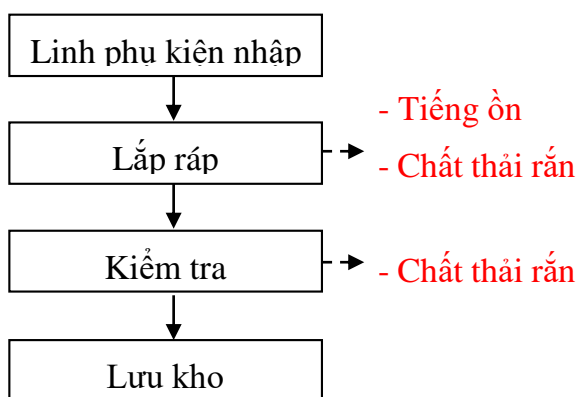 Linh phụ kiện nhập
- Tiếng ồn
Lắp ráp
- Chất thải rắn
Kiểm tra
- Chất thải rắn
Lưu kho